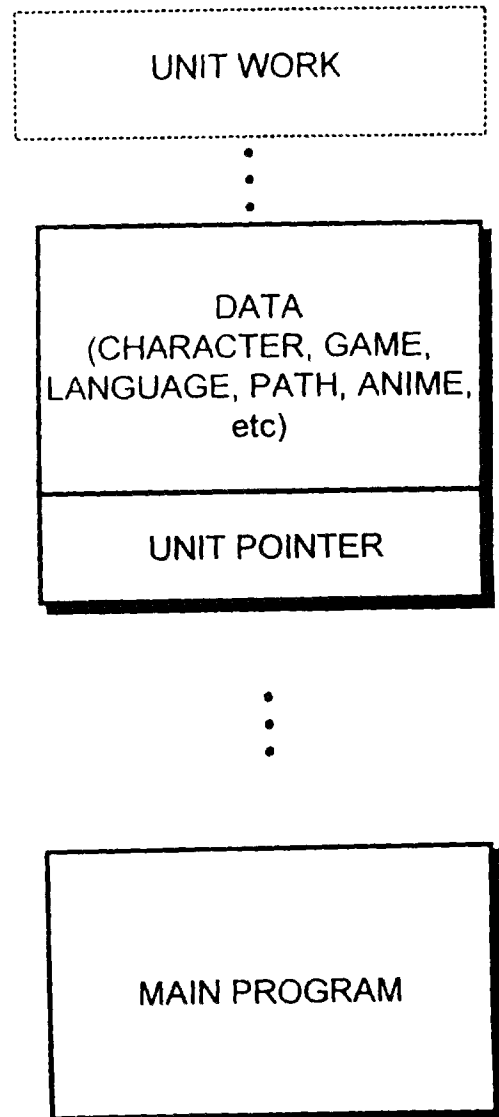 UNIT WORK
DATA
(CHARACTER, GAME,
LANGUAGE, PATH, ANIME,
etc)
UNIT POINTER
MAIN PROGRAM